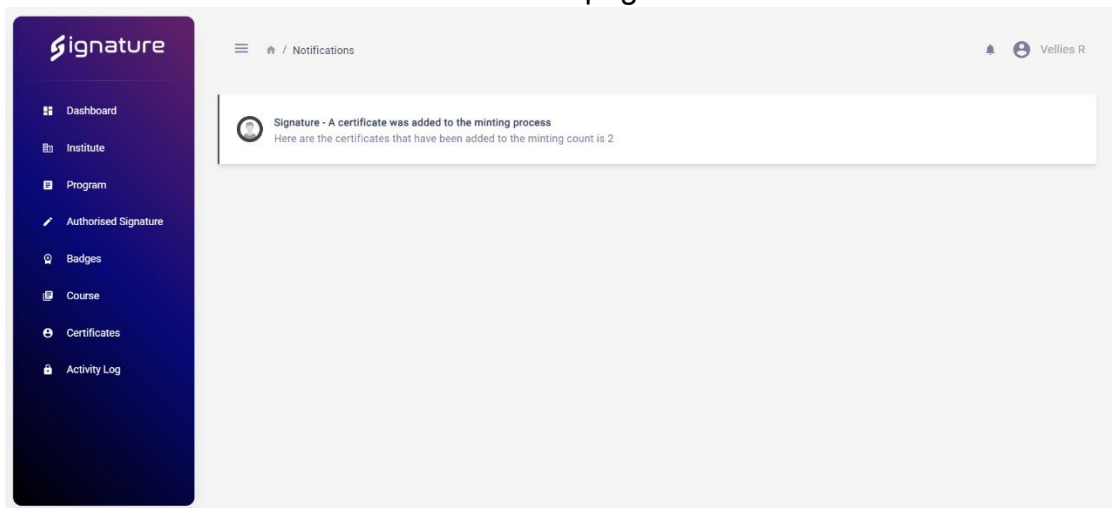 Signature
/ Notifications
Vellies R
Dashboard
Institute
Program
Authorised Signature
Badges
Course
Certificates
Activity Log
Signature - A certificate was added to the minting process
Here are the certificates that have been added to the minting count is 2